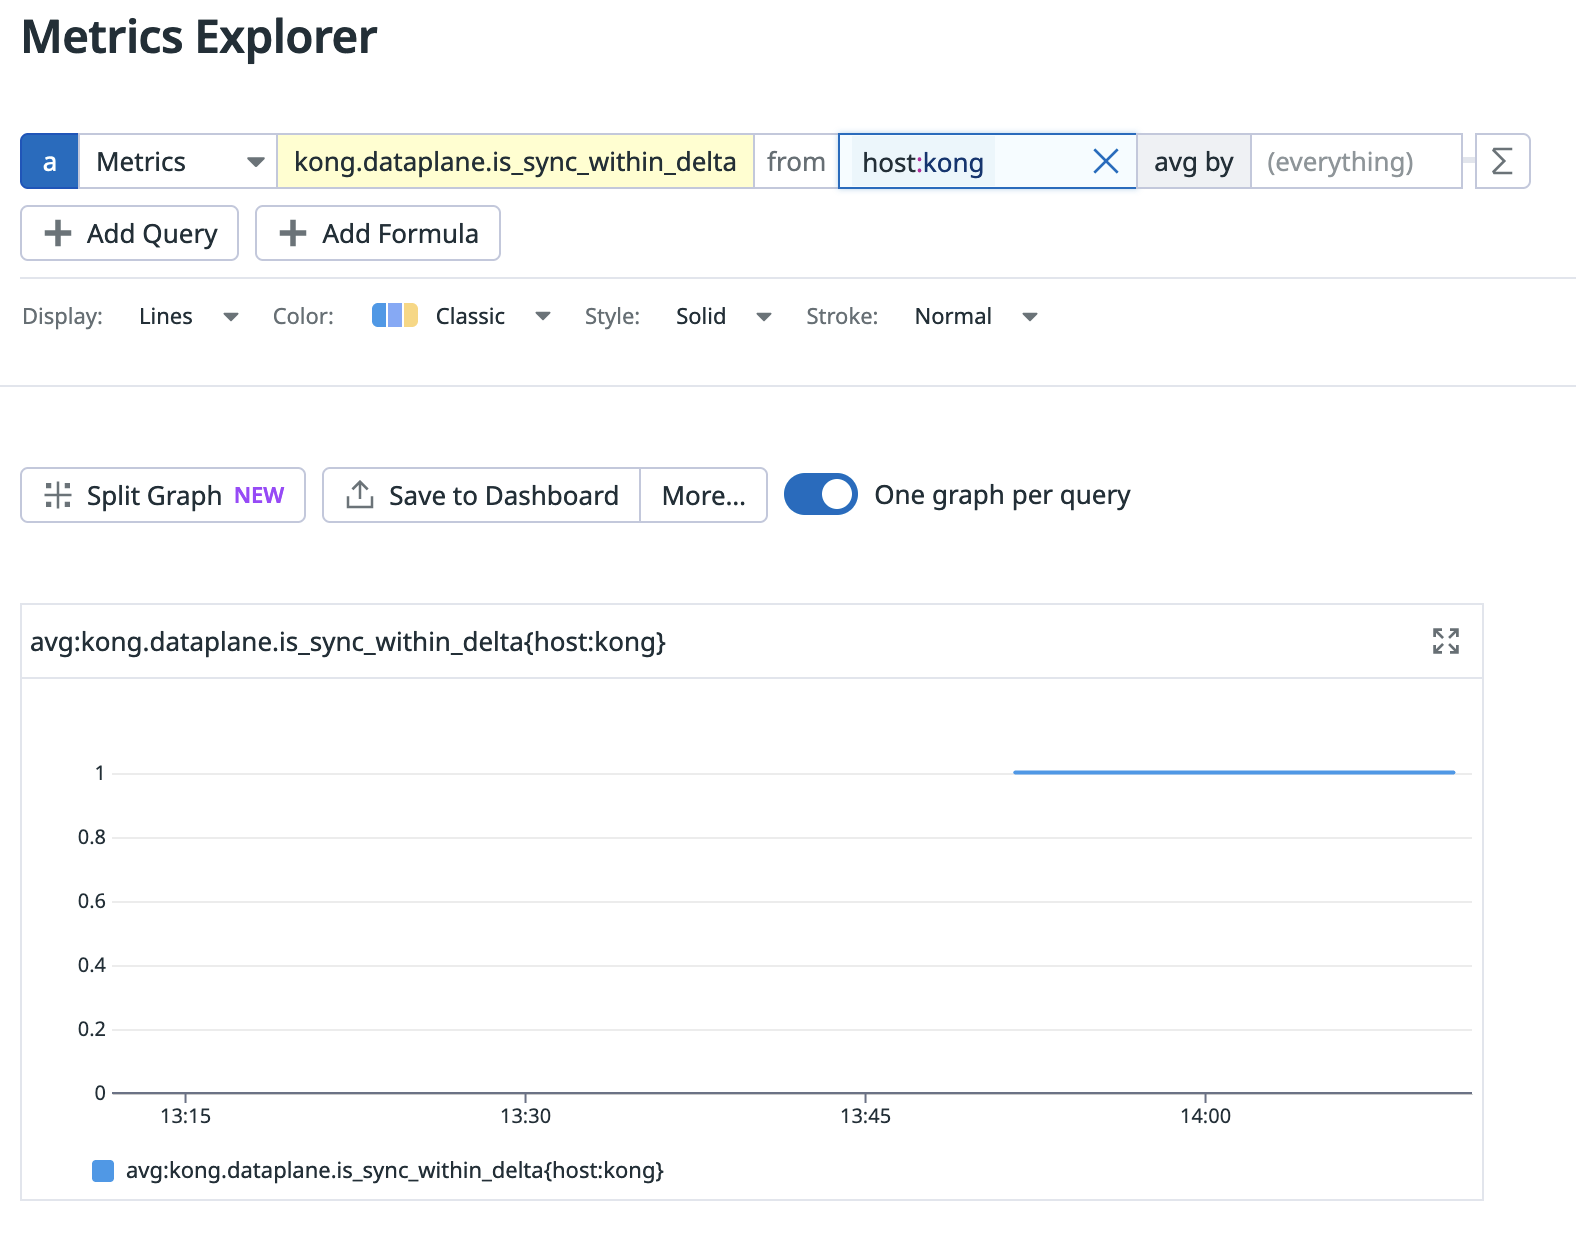 Metrics Explorer
a Metrics kong.dataplane.is_sync_within_delta from host:kong avg by (everything) Σ
Add Query Add Formula
Display: Lines Color: Classic Style: Solid Stroke: Normal
Split Graph NEW Save to Dashboard More... One graph per query
avg:kong.dataplane.is_sync_within_delta{host:kong}
1
0.8
0.6
0.4
0.2
0
13:15 13:30 13:45 14:00
avg:kong.dataplane.is_sync_within_delta{host:kong}